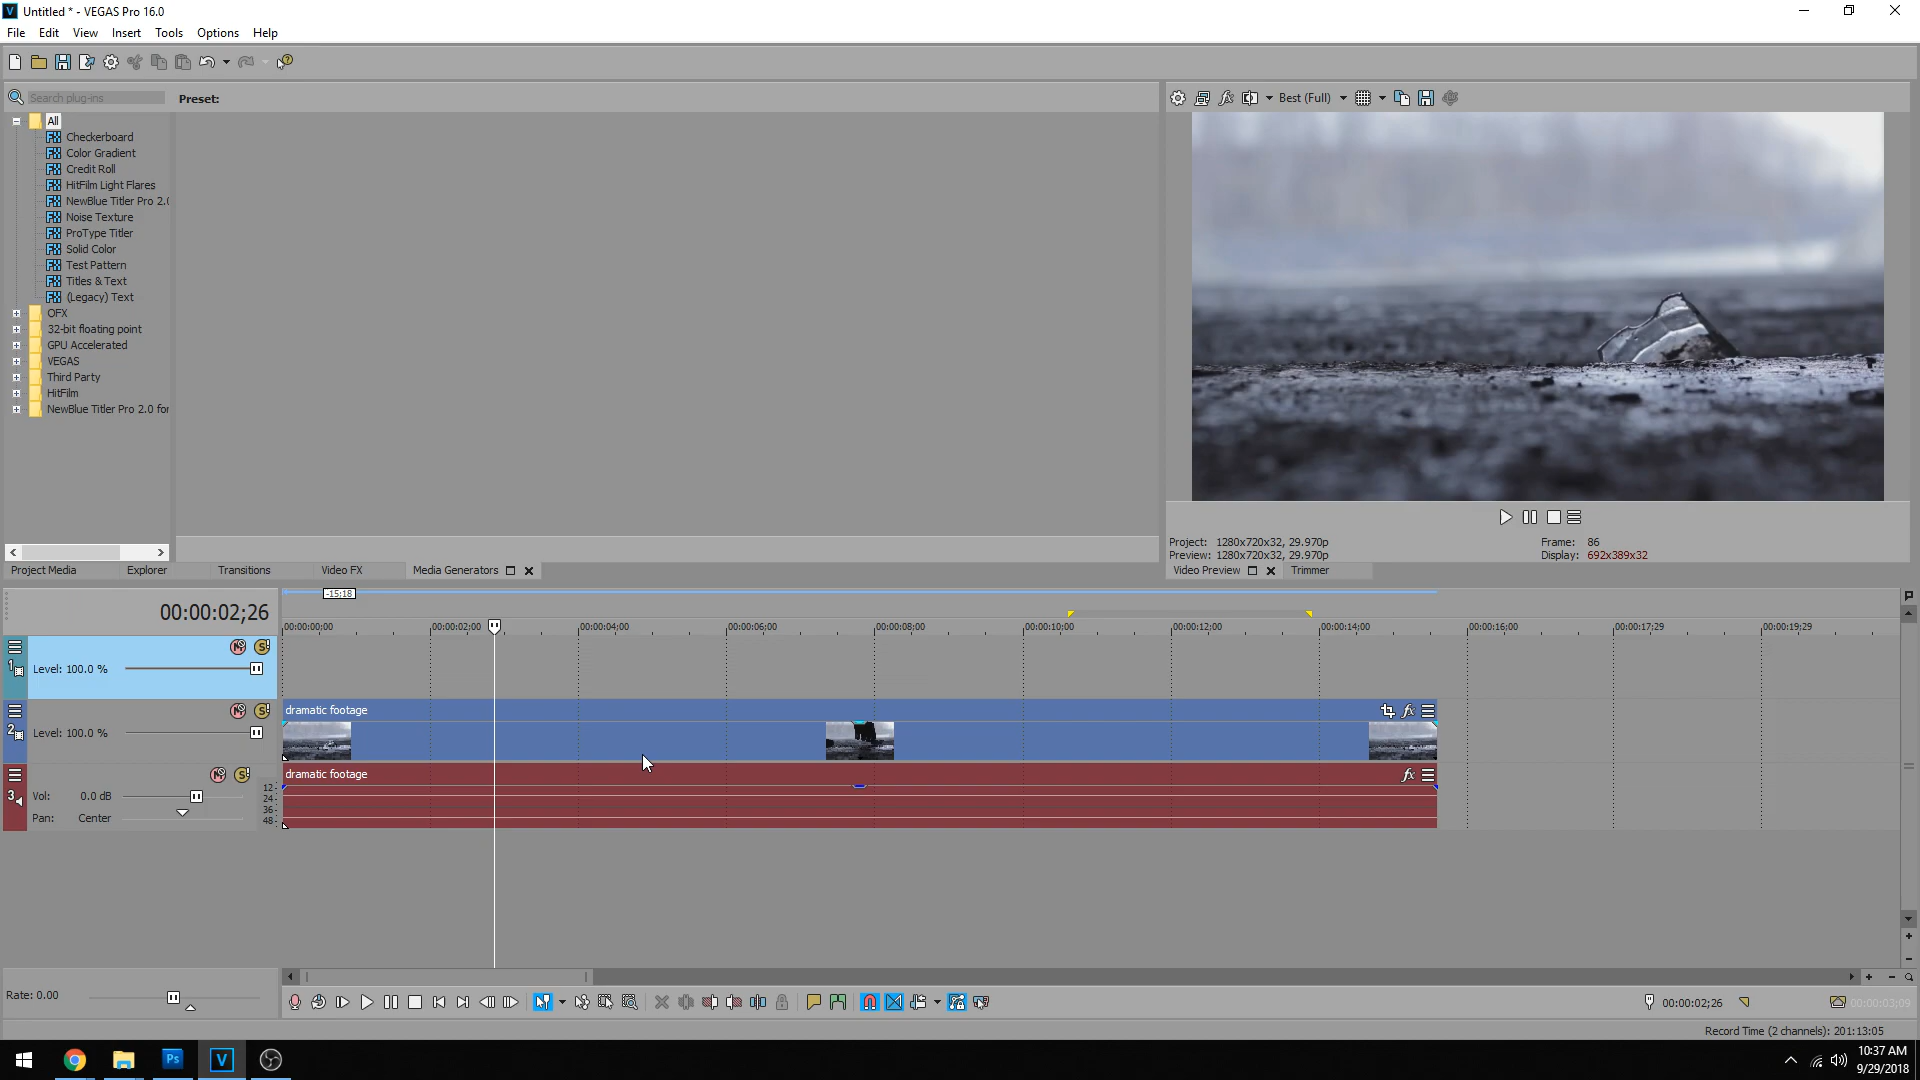 Untitled * - VEGAS Pro 16.0
File Edit View Insert Tools Options Help
Search plug-ins
Preset:
Best (Full)
All
Checkerboard
Color Gradient
Credit Roll
HitFilm Light Flares
NewBlue Titler Pro 2.0
Noise Texture
ProType Titler
Solid Color
Test Pattern
Titles & Text
(Legacy) Text
OFX
32-bit floating point
GPU Accelerated
VEGAS
Third Party
HitFilm
NewBlue Titler Pro 2.0 for
Project: 1280x720x32, 29.970p
Frame: 86
Preview: 1280x720x32, 29.970p
Display: 692x389x32
Project Media Explorer Transitions Video FX Media Generators
Video Preview Trimmer
-15;18
00:00:02;26
00:00:00;00 00:00:02;00 00:00:04;00 00:00:06;00 00:00:08;00 00:00:10;00 00:00:12;00 00:00:14;00 00:00:16;00 00:00:17;29 00:00:19;29
1
Level: 100.0 %
dramatic footage
2
Level: 100.0 %
dramatic footage
3
Vol: 0.0 dB
Pan: Center
12
24
36
48
Rate: 0.00
00:00:02;26
00:00:03;09
Record Time (2 channels): 201:13:05
Ps
V
10:37 AM
9/29/2018